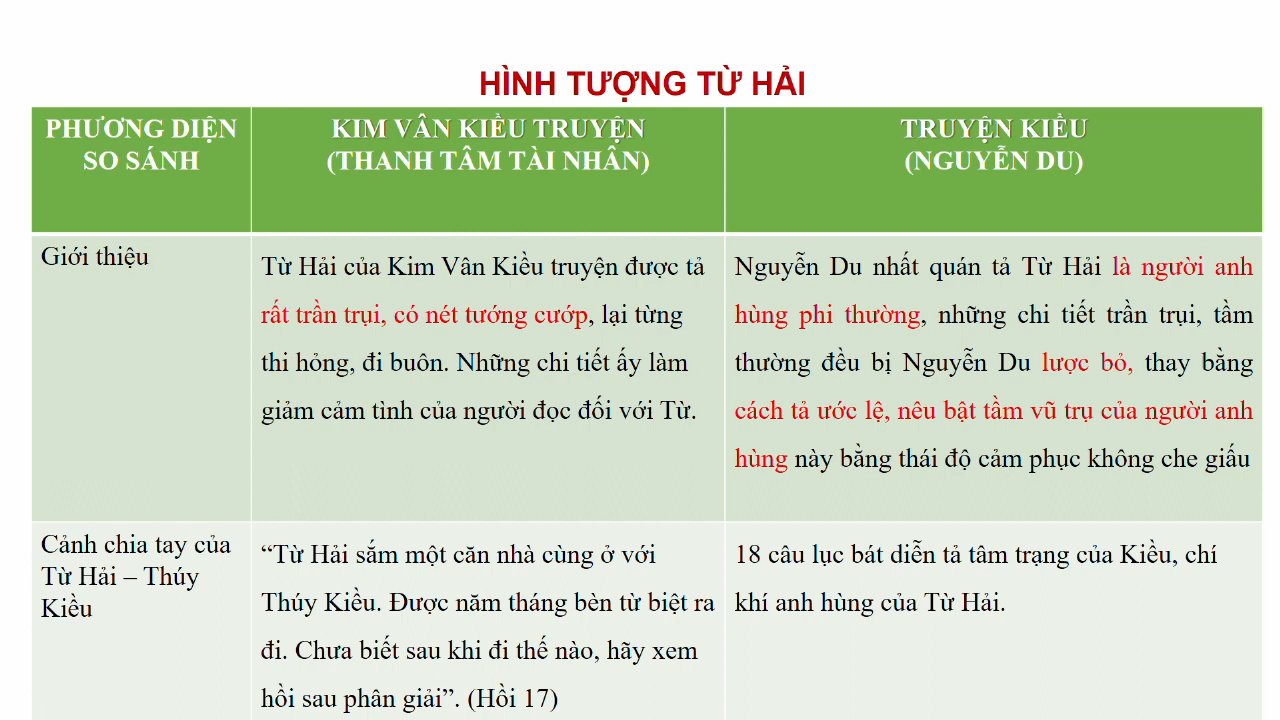 HÌNH TƯỢNG TỪ HẢI
PHƯƠNG DIỆN
SO SÁNH
KIM VÂN KIỀU TRUYỆN
(THANH TÂM TÀI NHÂN)
TRUYỆN KIỀU
(NGUYỄN DU)
Giới thiệu
Từ Hải của Kim Vân Kiều truyện được tả
rất trần trụi, có nét tướng cướp, lại từng
thi hỏng, đi buôn. Những chi tiết ấy làm
giảm cảm tình của người đọc đối với Từ.
Nguyễn Du nhất quán tả Từ Hải là người anh
hùng phi thường, những chi tiết trần trụi, tầm
thường đều bị Nguyễn Du lược bỏ, thay bằng
cách tả ước lệ, nêu bật tầm vũ trụ của người anh
hùng này bằng thái độ cảm phục không che giấu
Cảnh chia tay của
Từ Hải – Thúy
Kiều
“Từ Hải sắm một căn nhà cùng ở với
Thúy Kiều. Được năm tháng bèn từ biệt ra
đi. Chưa biết sau khi đi thế nào, hãy xem
hồi sau phân giải”. (Hồi 17)
18 câu lục bát diễn tả tâm trạng của Kiều, chí
khí anh hùng của Từ Hải.